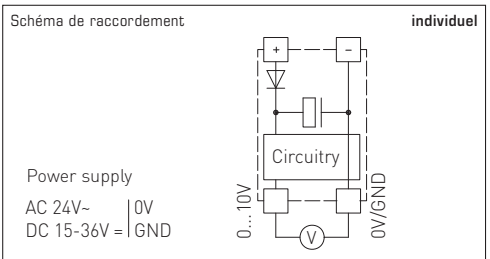 Schéma de raccordement individuel
+ −
Circuitry
Power supply
AC 24V~ 0V
DC 15-36V = GND
0...10V
0V/GND
V